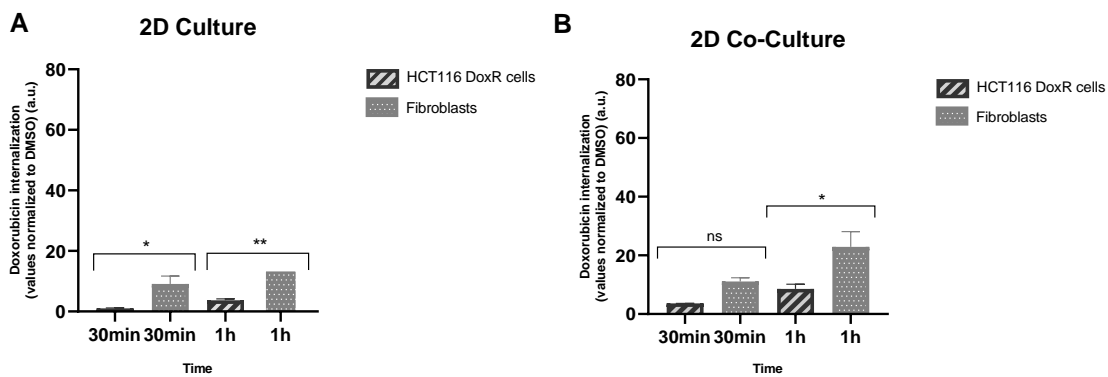 A
2D Culture
Doxorubicin internalization
(values normalized to DMSO) (a.u.)
80
60
40
20
0
*
**
30min 30min 1h 1h
Time
HCT116 DoxR cells
Fibroblasts
B
2D Co-Culture
Doxorubicin internalization
(values normalized to DMSO) (a.u.)
80
60
40
20
0
ns
*
30min 30min 1h 1h
Time
HCT116 DoxR cells
Fibroblasts